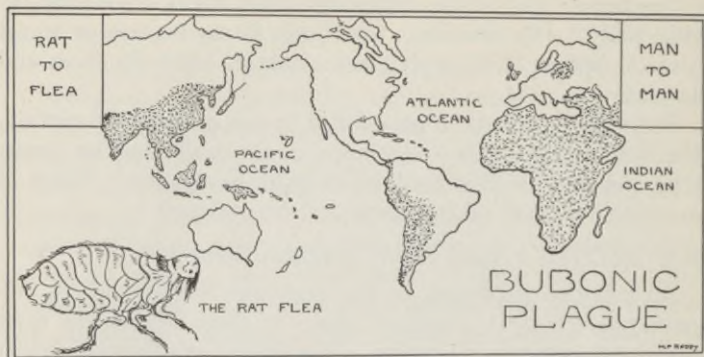 RAT
TO
FLEA
MAN
TO
MAN
ATLANTIC
OCEAN
PACIFIC
OCEAN
INDIAN
OCEAN
THE RAT FLEA
BUBONIC
PLAGUE